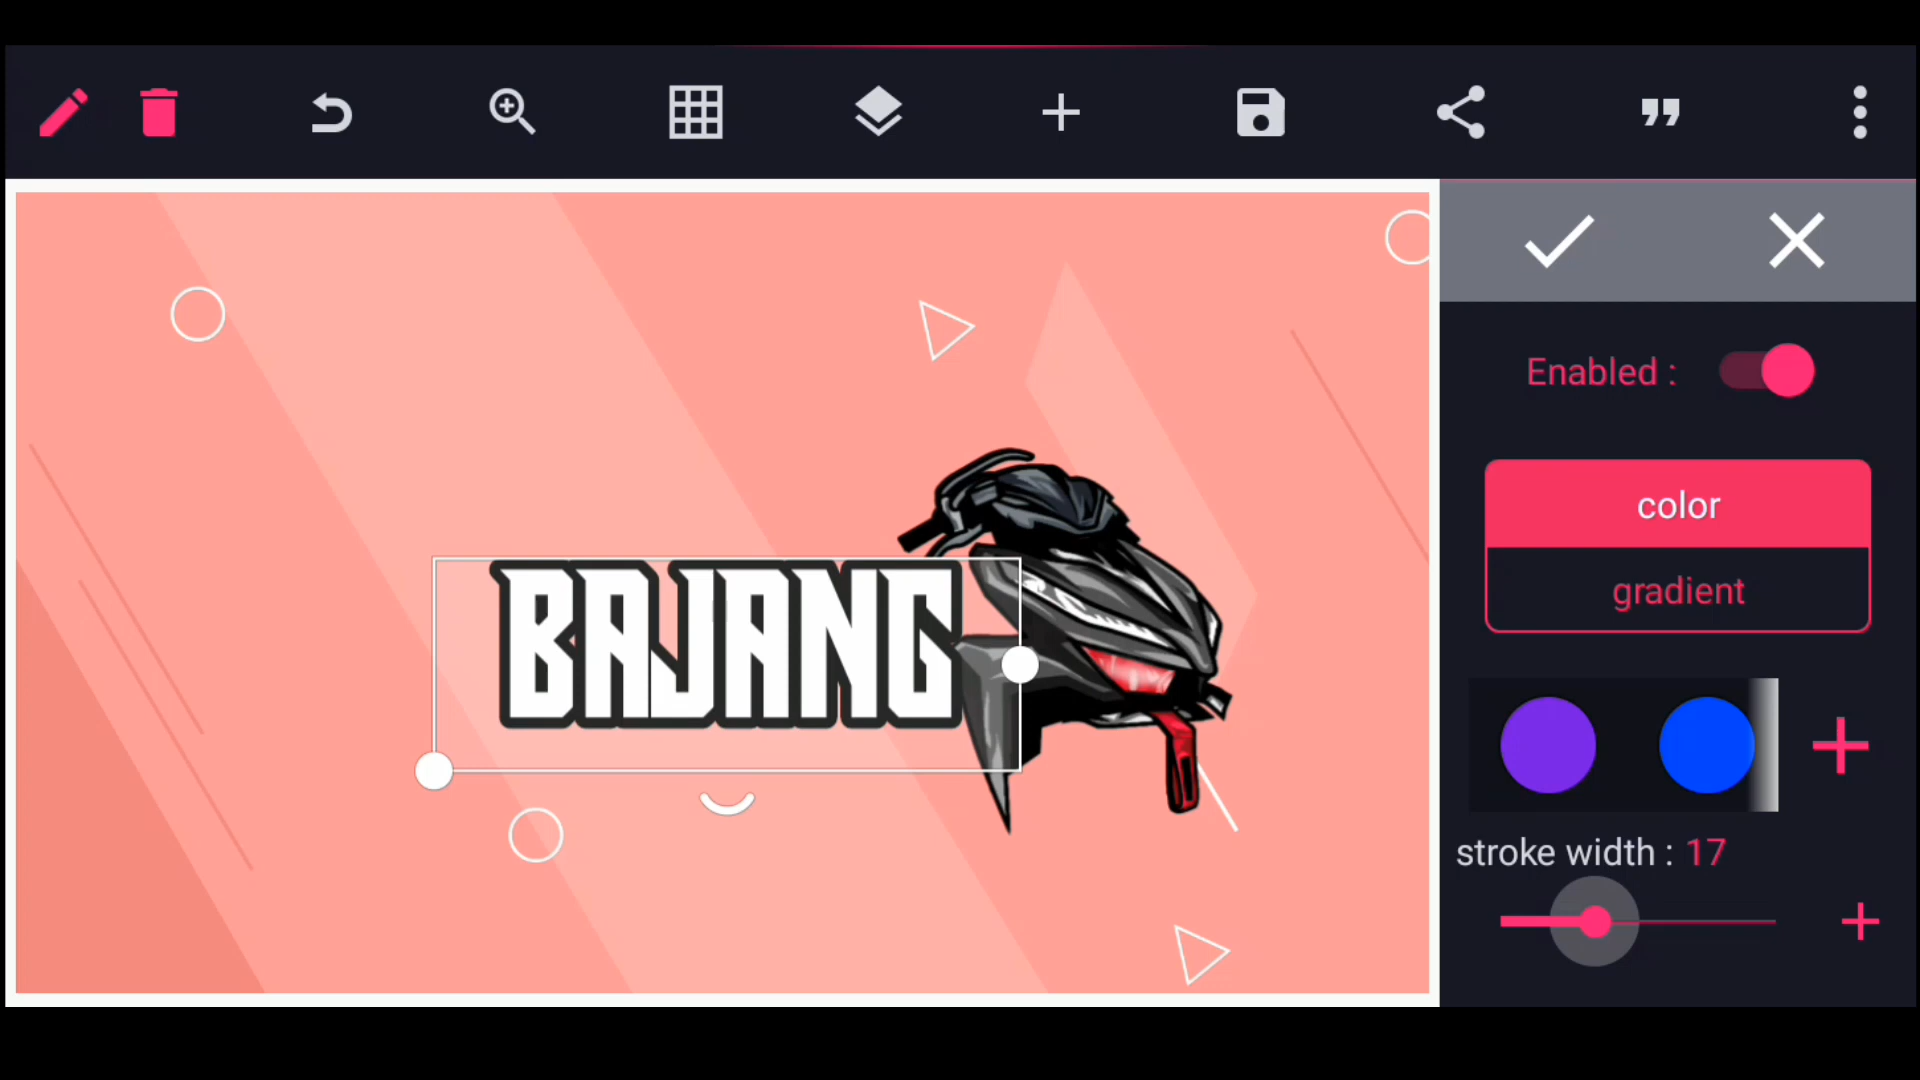 Enabled :
color
gradient
BAJANG
stroke width : 17